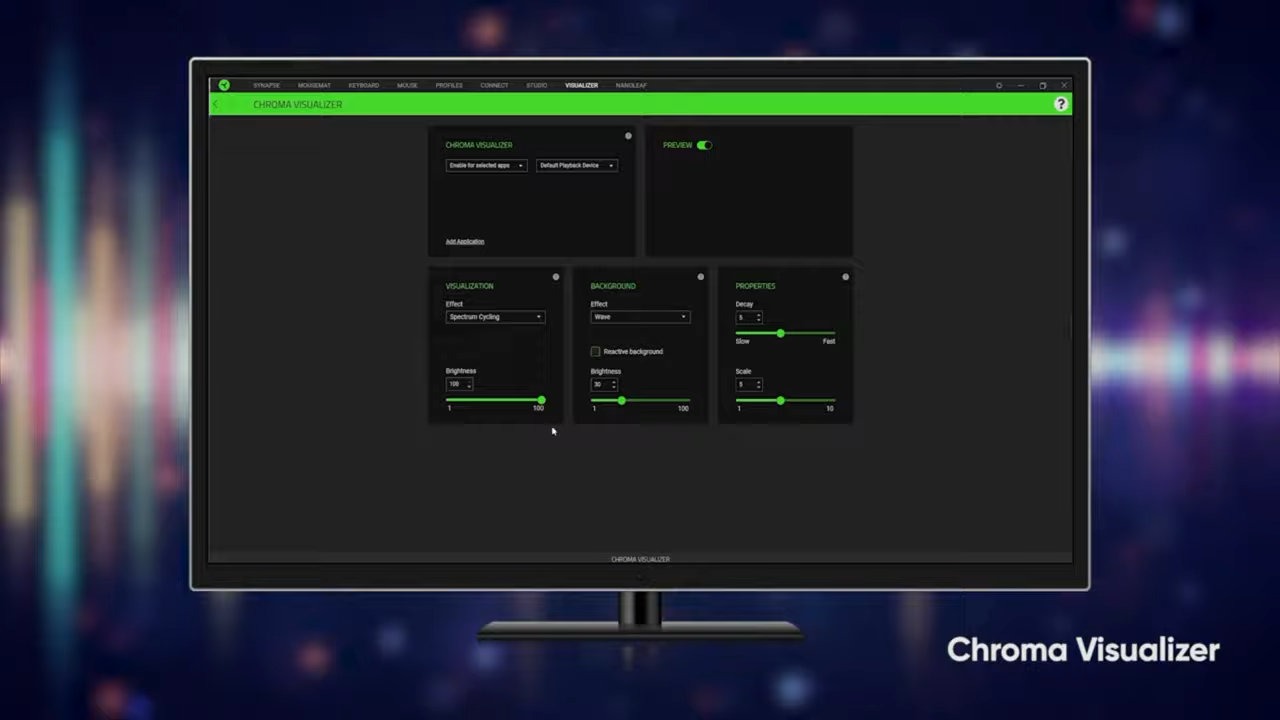 SYNAPSE MOUSEMAT KEYBOARD MOUSE PROFILES CONNECT STUDIO VISUALIZER NANOLEAF
CHROMA VISUALIZER ?
CHROMA VISUALIZER
PREVIEW
Enable for selected apps Default Playback Device
Add Application
VISUALIZATION
Effect
Spectrum Cycling
Brightness
100
1 100
BACKGROUND
Effect
Wave
Reactive background
Brightness
30
1 100
PROPERTIES
Decay
5
Slow Fast
Scale
5
1 10
CHROMA VISUALIZER
Chroma Visualizer